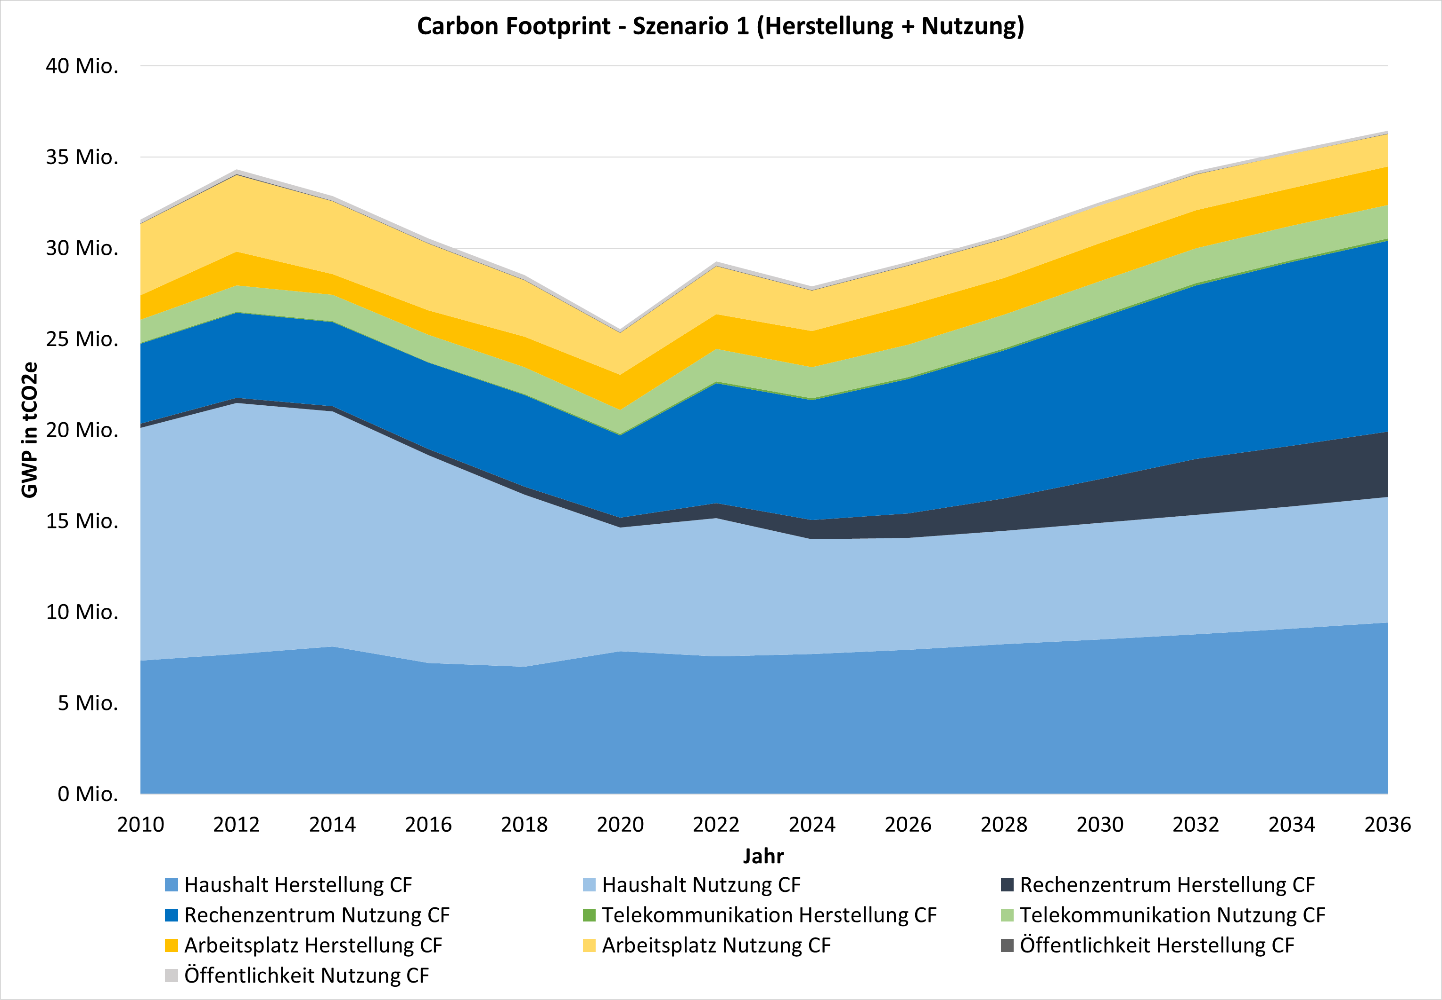 Carbon Footprint - Szenario 1 (Herstellung + Nutzung)
40 Mio.
35 Mio.
30 Mio.
25 Mio.
20 Mio.
15 Mio.
10 Mio.
5 Mio.
0 Mio.
GWP in tCO2e
2010 2012 2014 2016 2018 2020 2022 2024 2026 2028 2030 2032 2034 2036
Jahr
Haushalt Herstellung CF Haushalt Nutzung CF Rechenzentrum Herstellung CF
Rechenzentrum Nutzung CF Telekommunikation Herstellung CF Telekommunikation Nutzung CF
Arbeitsplatz Herstellung CF Arbeitsplatz Nutzung CF Öffentlichkeit Herstellung CF
Öffentlichkeit Nutzung CF